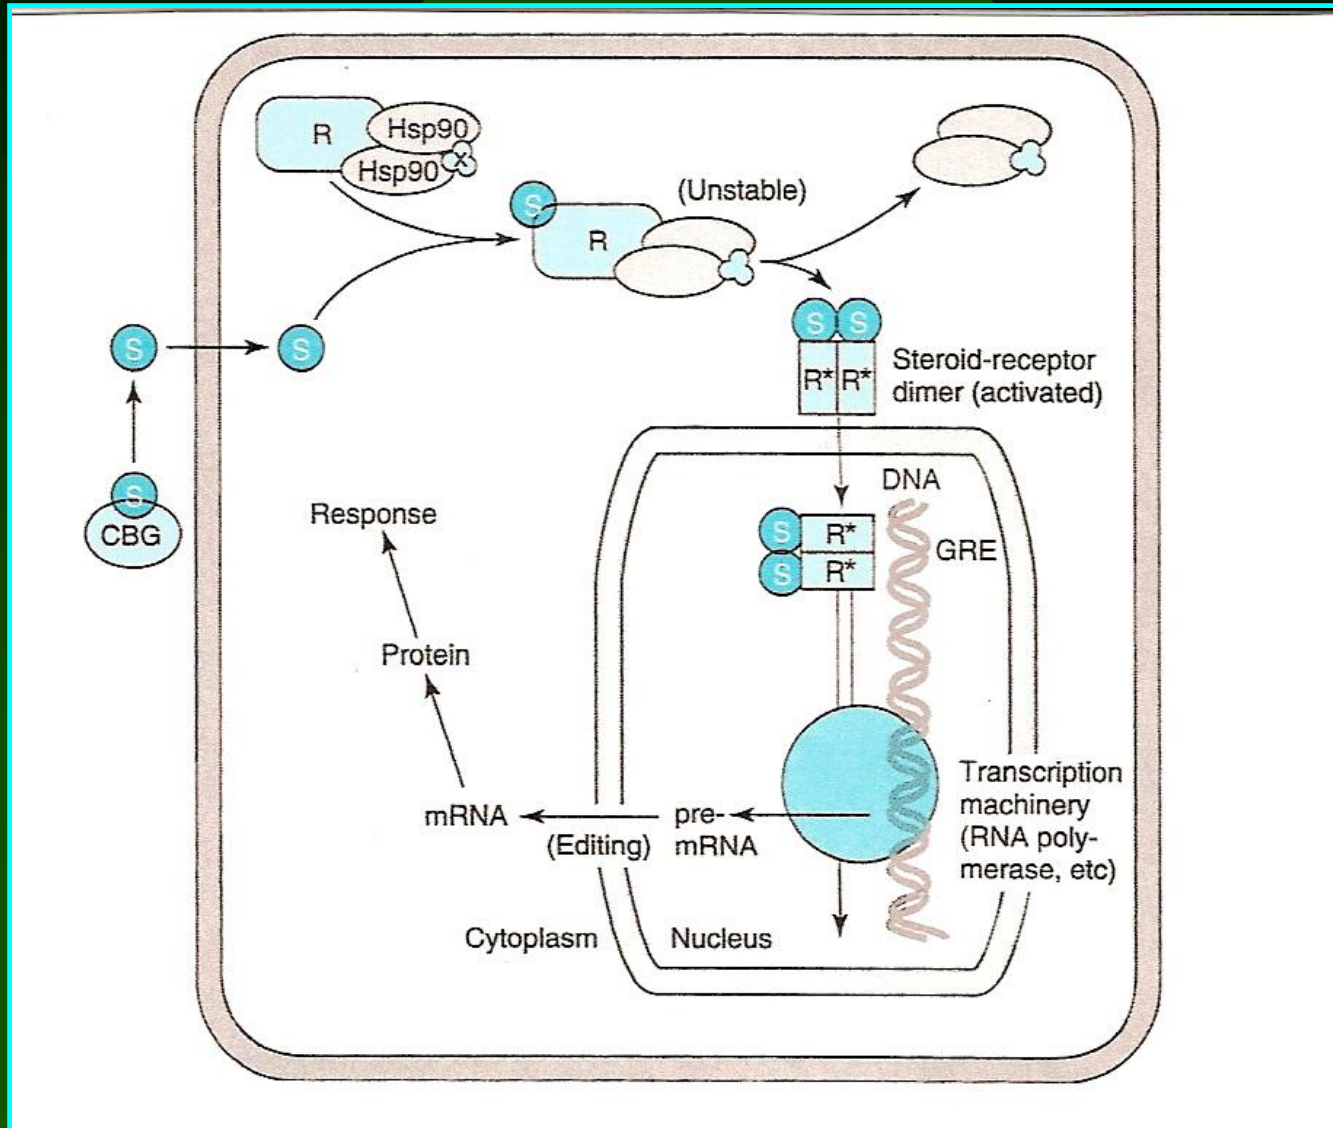 R
Hsp90
Hsp90
X
S
R
(Unstable)
S
S
S
S
R*
R*
Steroid-receptor
dimer (activated)
S
CBG
DNA
S
R*
S
R*
GRE
Response
Protein
mRNA
(Editing)
pre-
mRNA
Transcription
machinery
(RNA poly-
merase, etc)
Cytoplasm
Nucleus